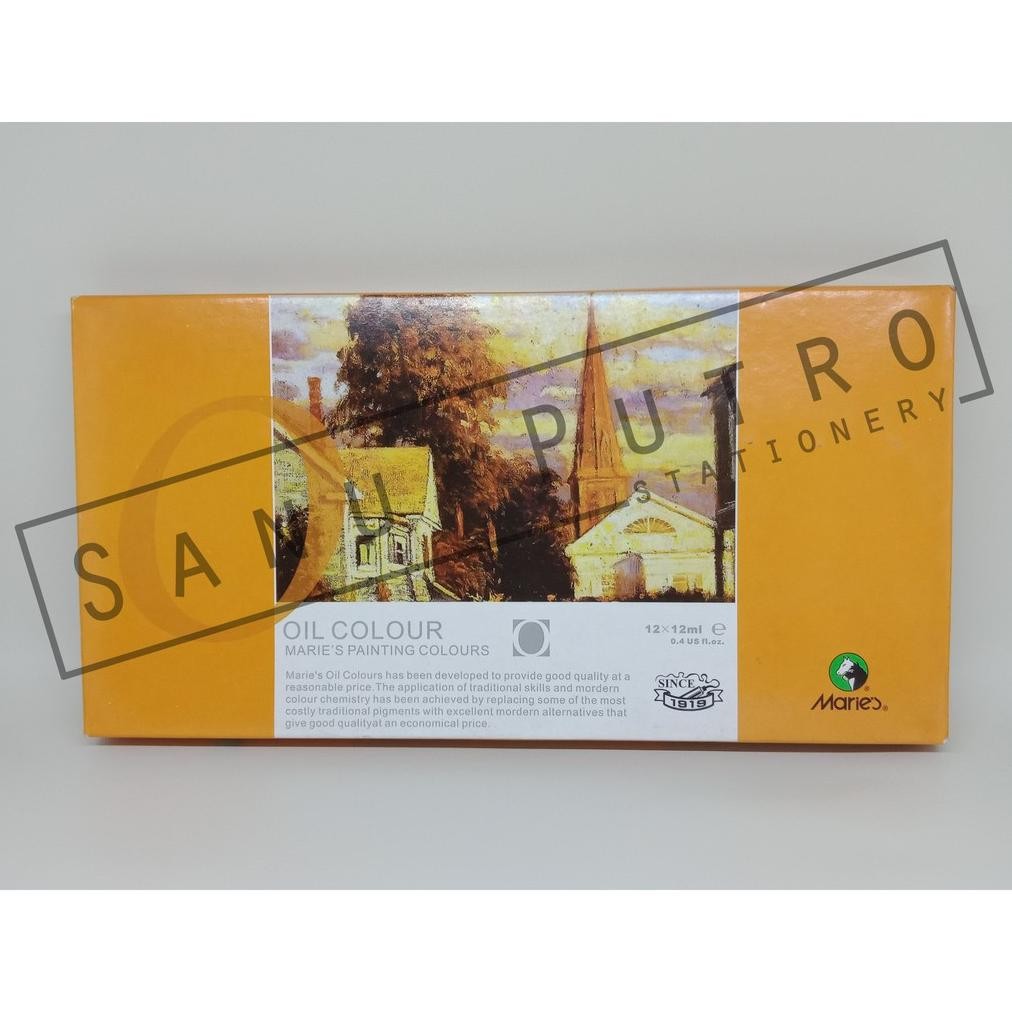 SANU PUTRO
STATIONERY
O
OIL COLOUR
MARIE'S PAINTING COLOURS
12×12ml ℮
0.4 US fl.oz.
Marie's Oil Colours has been developed to provide good quality at a
reasonable price.The application of traditional skills and mordern
colour chemistry has been achieved by replacing some of the most
costly traditional pigments with excellent mordern alternatives that
give good qualityat an economical price.
SINCE
1919
Marie's®